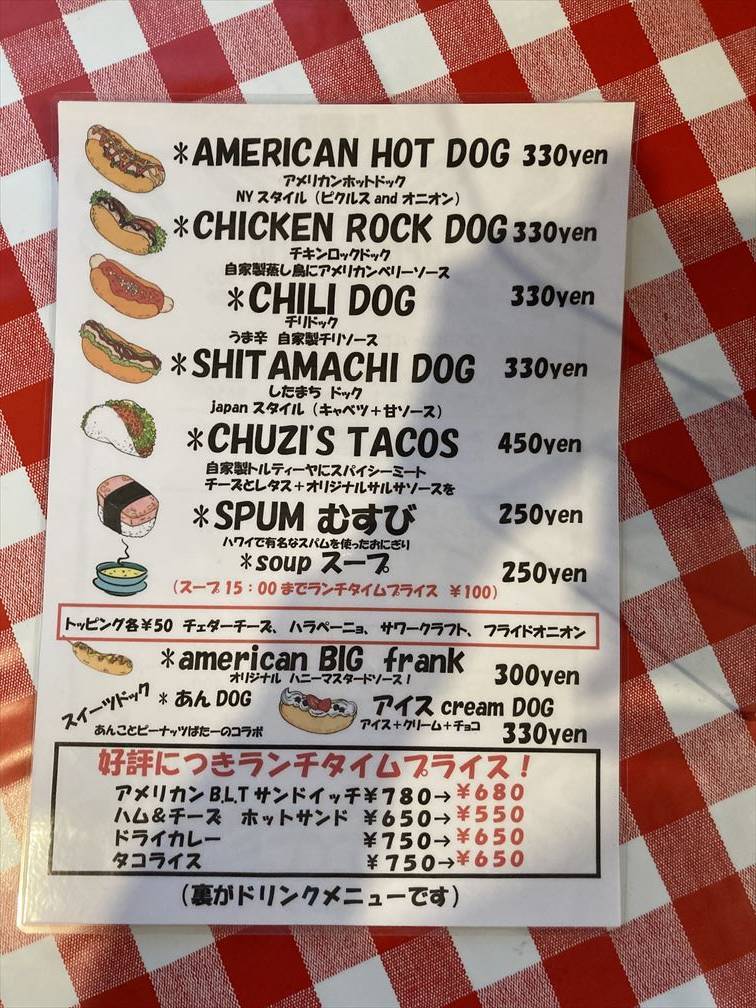 *AMERICAN HOT DOG 330yen
アメリカンホットドック
NY スタイル（ピクルス and オニオン）
*CHICKEN ROCK DOG 330yen
チキンロックドック
自家製蒸し鳥にアメリカンベリーソース
*CHILI DOG 330yen
チリドック
うま辛 自家製チリソース
*SHITAMACHI DOG 330yen
したまち ドック
japan スタイル（キャベツ＋甘ソース）
*CHUZI'S TACOS 450yen
自家製トルティーヤにスパイシーミート
チーズとレタス＋オリジナルサルサソースを
*SPUM むすび 250yen
ハワイで有名なスパムを使ったおにぎり
*soup スープ 250yen
（スープ 15：00 までランチタイムプライス ￥100）
トッピング各￥50 チェダーチーズ、ハラペーニョ、サワークラフト、フライドオニオン
*american BIG frank 300yen
オリジナル ハニーマスタードソース！
スイーツドック *あん DOG アイス cream DOG
あんことピーナッツばたーのコラボ アイス＋クリーム＋チョコ 330yen
好評につきランチタイムプライス！
アメリカン B.L.T サンドイッチ￥780→￥680
ハム＆チーズ ホットサンド ￥650→￥550
ドライカレー ￥750→￥650
タコライス ￥750→￥650
（裏がドリンクメニューです）